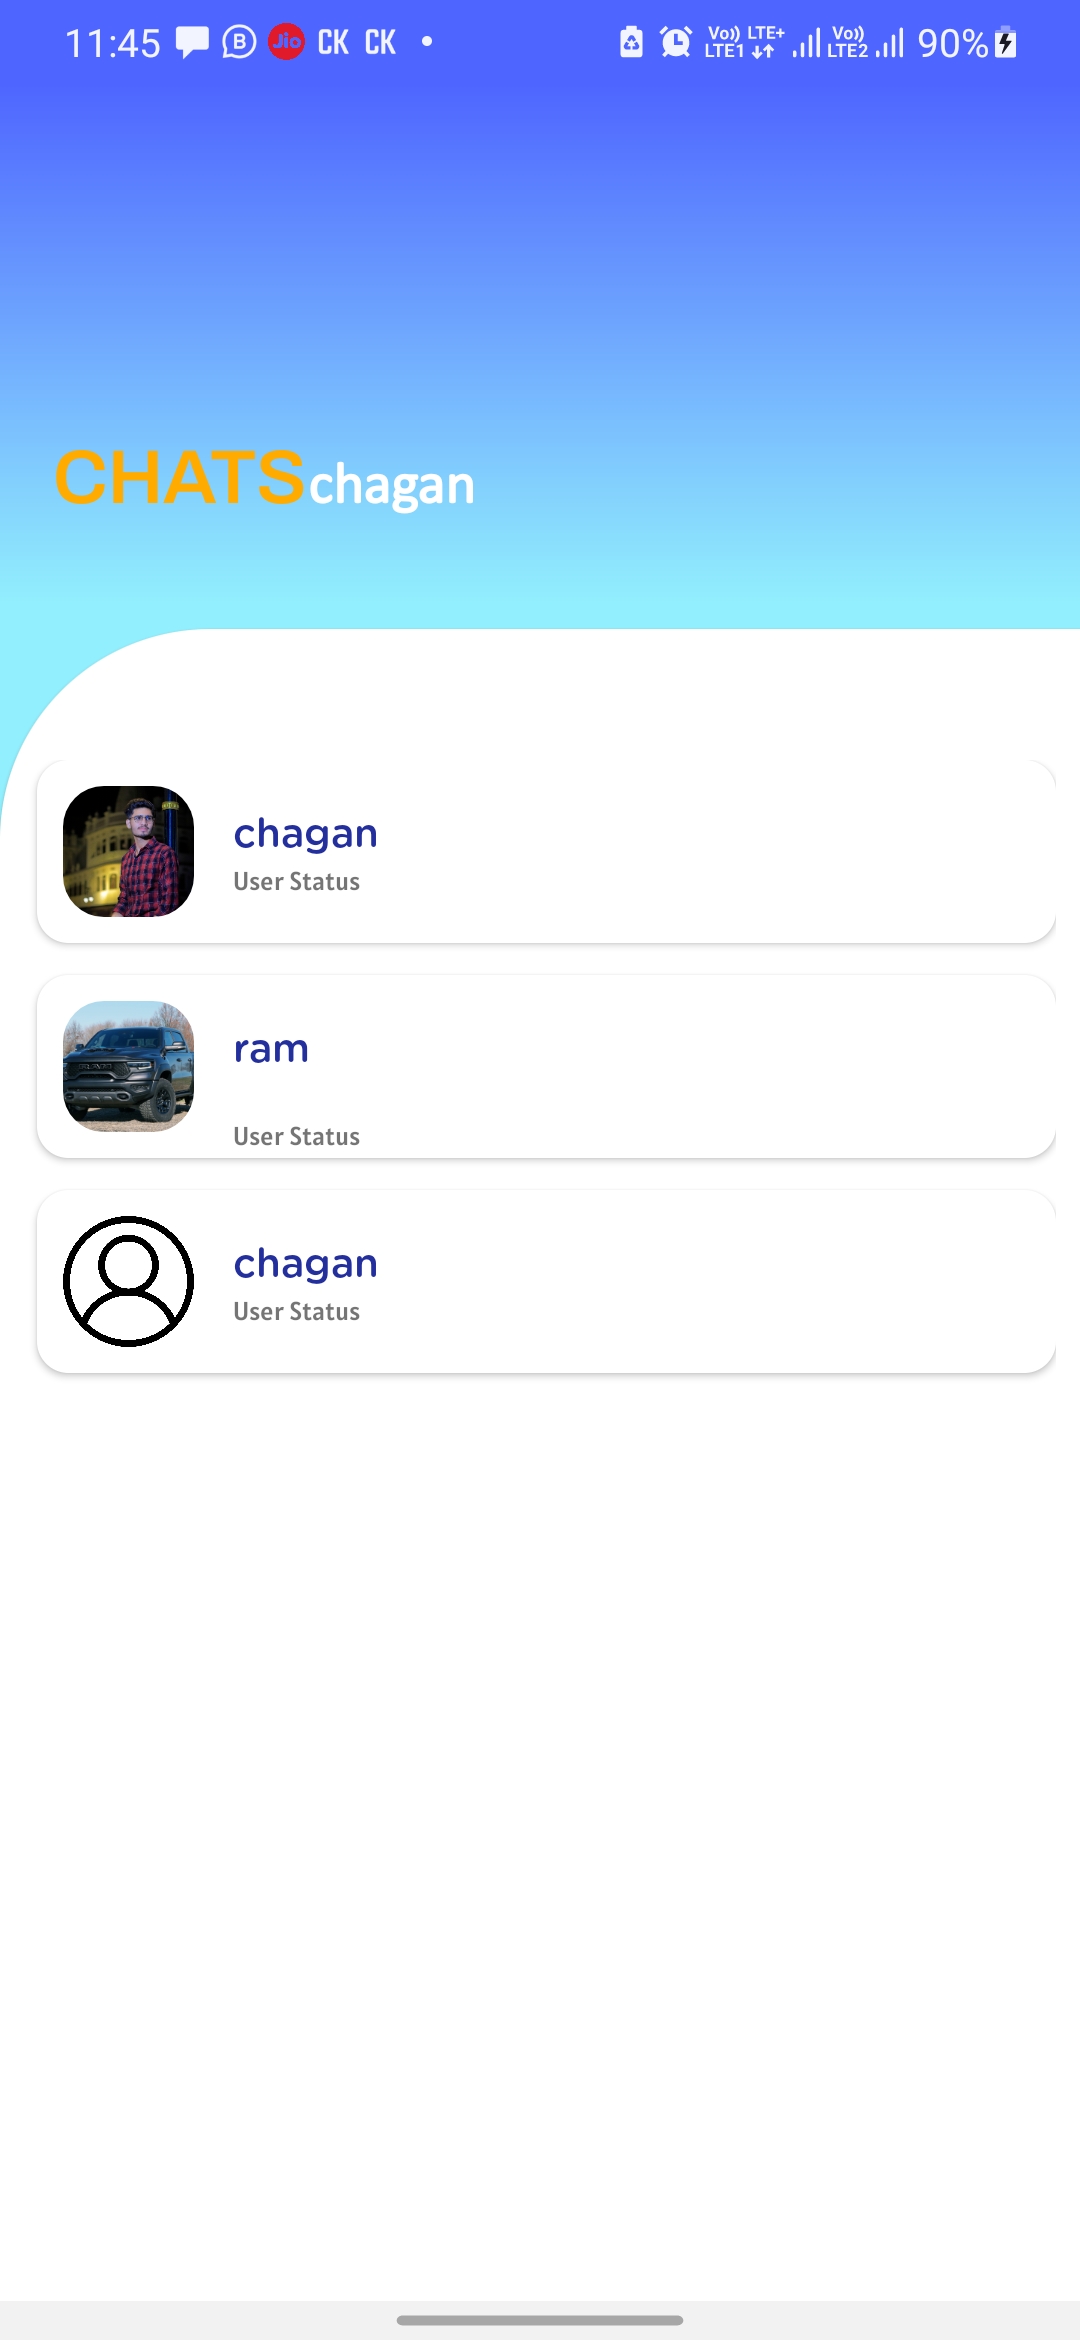 11:45 B Jio CK CK Vo)) LTE1 LTE+ Vo)) LTE2 90%
CHATS chagan
chagan
User Status
ram
User Status
chagan
User Status